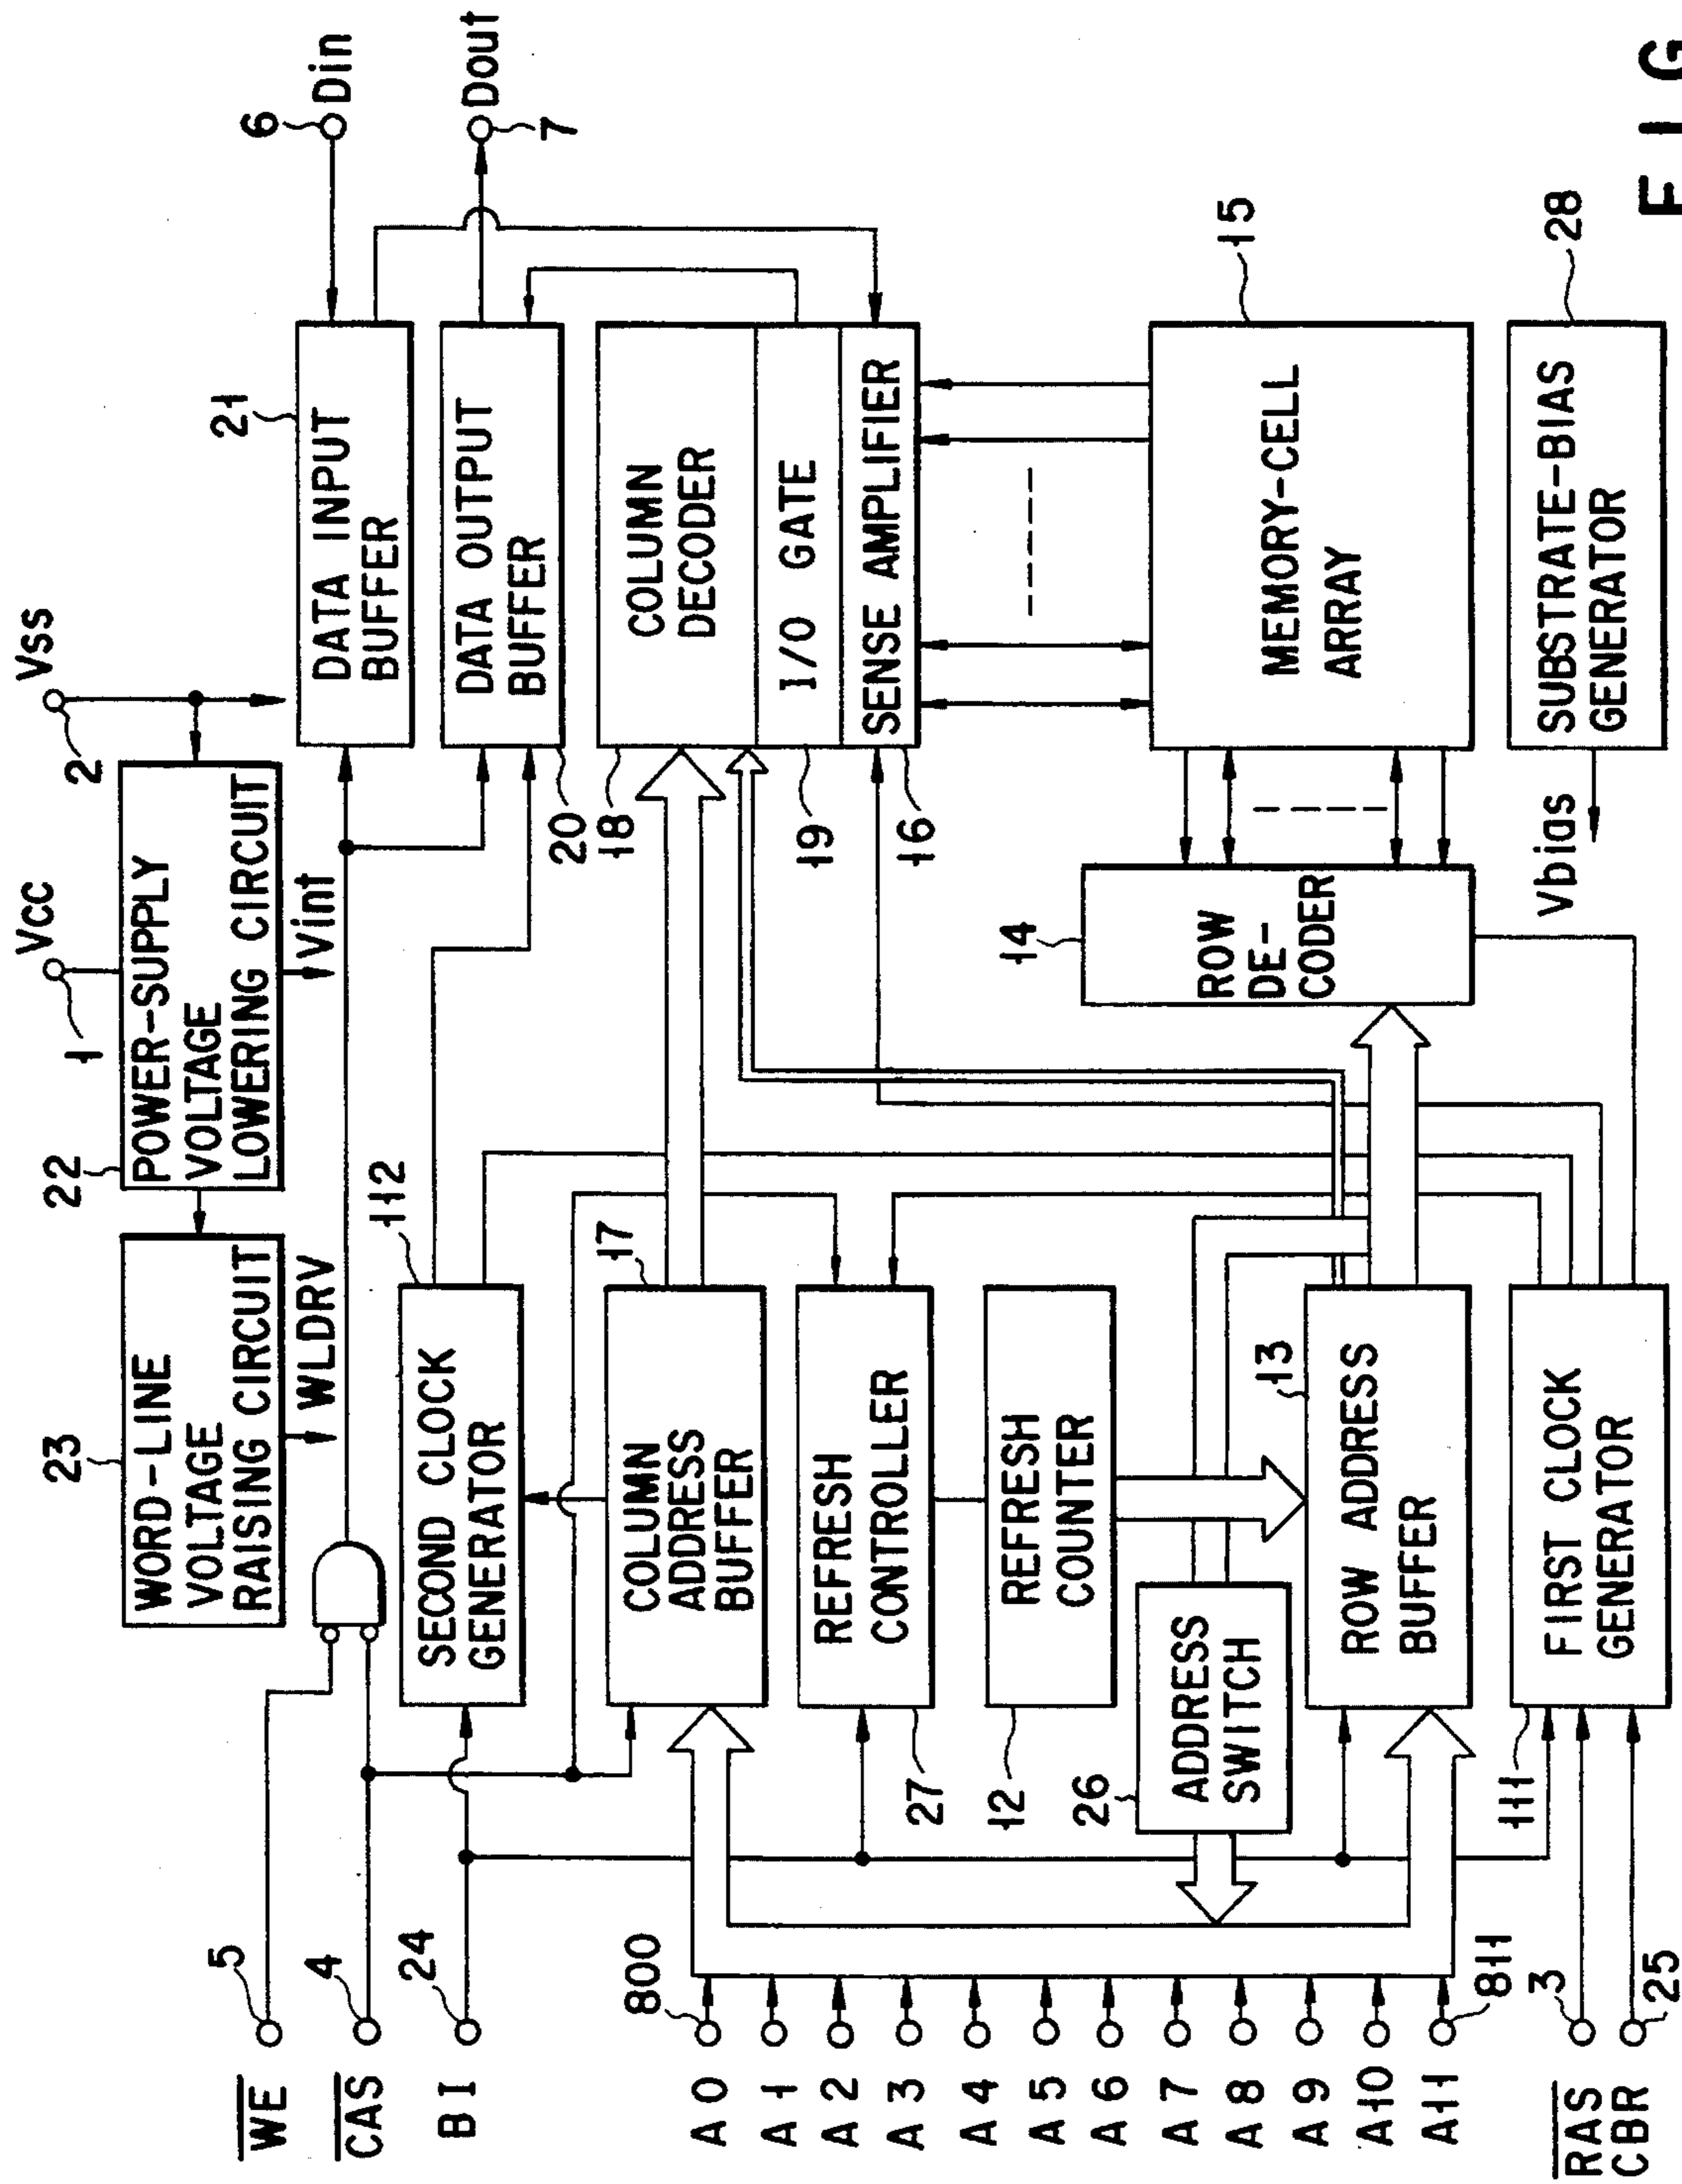 Vcc
1
Vss
2
22
POWER-SUPPLY
VOLTAGE
LOWERING CIRCUIT
Vint
23
WORD-LINE
VOLTAGE
RAISING CIRCUIT
WLDRV
6
Din
Dout
7
21
DATA INPUT
BUFFER
DATA OUTPUT
BUFFER
20
WE
5
CAS
4
BI
24
112
SECOND CLOCK
GENERATOR
17
COLUMN
ADDRESS
BUFFER
18
COLUMN
DECODER
19
I/O GATE
16
SENSE AMPLIFIER
REFRESH
CONTROLLER
27
REFRESH
COUNTER
12
26
ADDRESS
SWITCH
13
ROW ADDRESS
BUFFER
14
ROW
DE-
CODER
15
MEMORY-CELL
ARRAY
800
A0
A1
A2
A3
A4
A5
A6
A7
A8
A9
A10
A11
811
111
FIRST CLOCK
GENERATOR
RAS
3
CBR
25
Vbias
SUBSTRATE-BIAS
GENERATOR
28
FIG